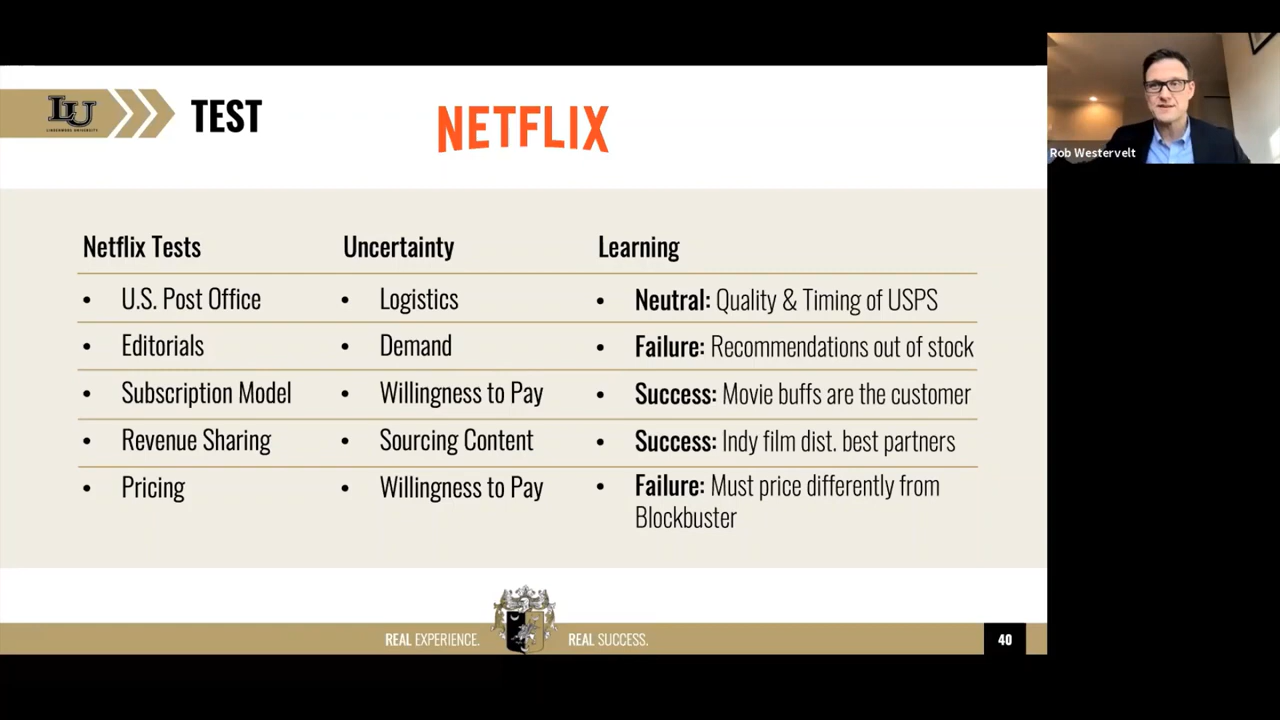 LU
LINDENWOOD UNIVERSITY
TEST
NETFLIX
Rob Westervelt
Netflix Tests Uncertainty Learning
• U.S. Post Office • Logistics • Neutral: Quality & Timing of USPS
• Editorials • Demand • Failure: Recommendations out of stock
• Subscription Model • Willingness to Pay • Success: Movie buffs are the customer
• Revenue Sharing • Sourcing Content • Success: Indy film dist. best partners
• Pricing • Willingness to Pay • Failure: Must price differently from
Blockbuster
REAL EXPERIENCE. REAL SUCCESS.
40